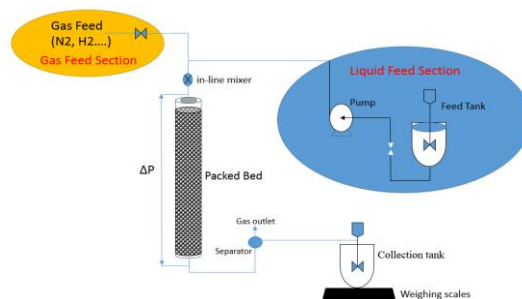 Gas Feed
(N2, H2....)
Gas Feed Section
in-line mixer
Liquid Feed Section
Pump
Feed Tank
ΔP
Packed Bed
Gas outlet
Separator
Collection tank
Weighing scales